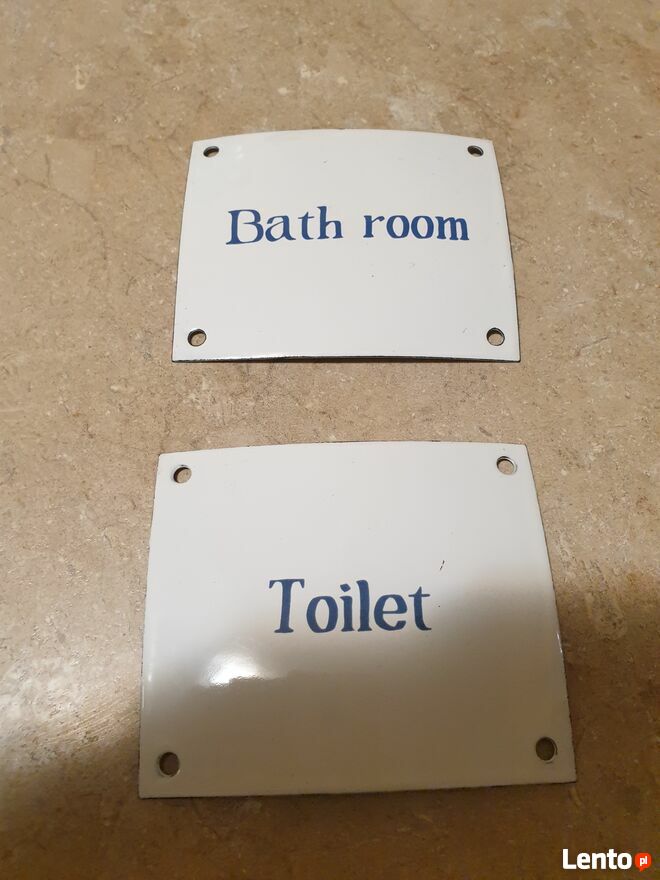 Bath room
Toilet
Lento pl